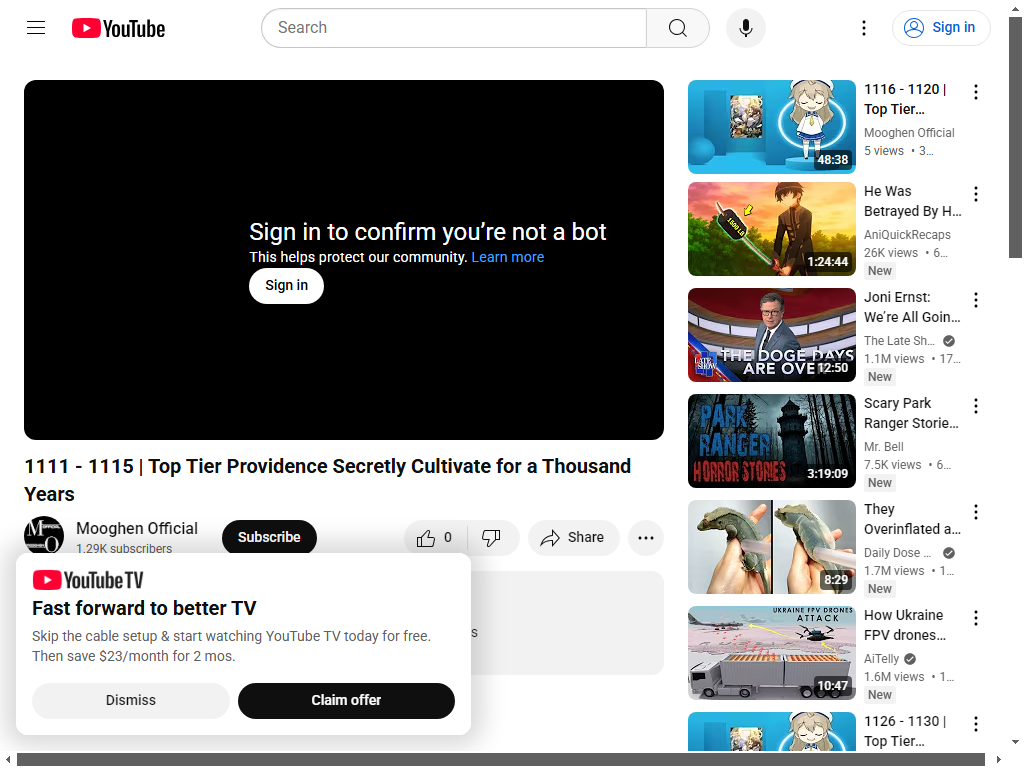 YouTube
Search
Sign in
Sign in to confirm you’re not a bot
This helps protect our community. Learn more
Sign in
1111 - 1115 | Top Tier Providence Secretly Cultivate for a Thousand
Years
Mooghen Official
1.29K subscribers
Subscribe
0
Share
YouTube TV
Fast forward to better TV
Skip the cable setup & start watching YouTube TV today for free.
Then save $23/month for 2 mos.
Dismiss
Claim offer
s
48:38
1116 - 1120 |
Top Tier…
Mooghen Official
5 views • 3…
1:24:44
He Was
Betrayed By H…
AniQuickRecaps
26K views • 6…
New
LATE
SHOW
THE DOGE DAYS
ARE OVE
12:50
Joni Ernst:
We’re All Goin…
The Late Sh…
1.1M views • 17…
New
PARK
RANGER
HORROR STORIES
3:19:09
Scary Park
Ranger Storie…
Mr. Bell
7.5K views • 6…
New
8:29
They
Overinflated a…
Daily Dose …
1.7M views • 1…
New
UKRAINE FPV DRONES
ATTACK
10:47
How Ukraine
FPV drones…
AiTelly
1.6M views • 1…
New
1126 - 1130 |
Top Tier…